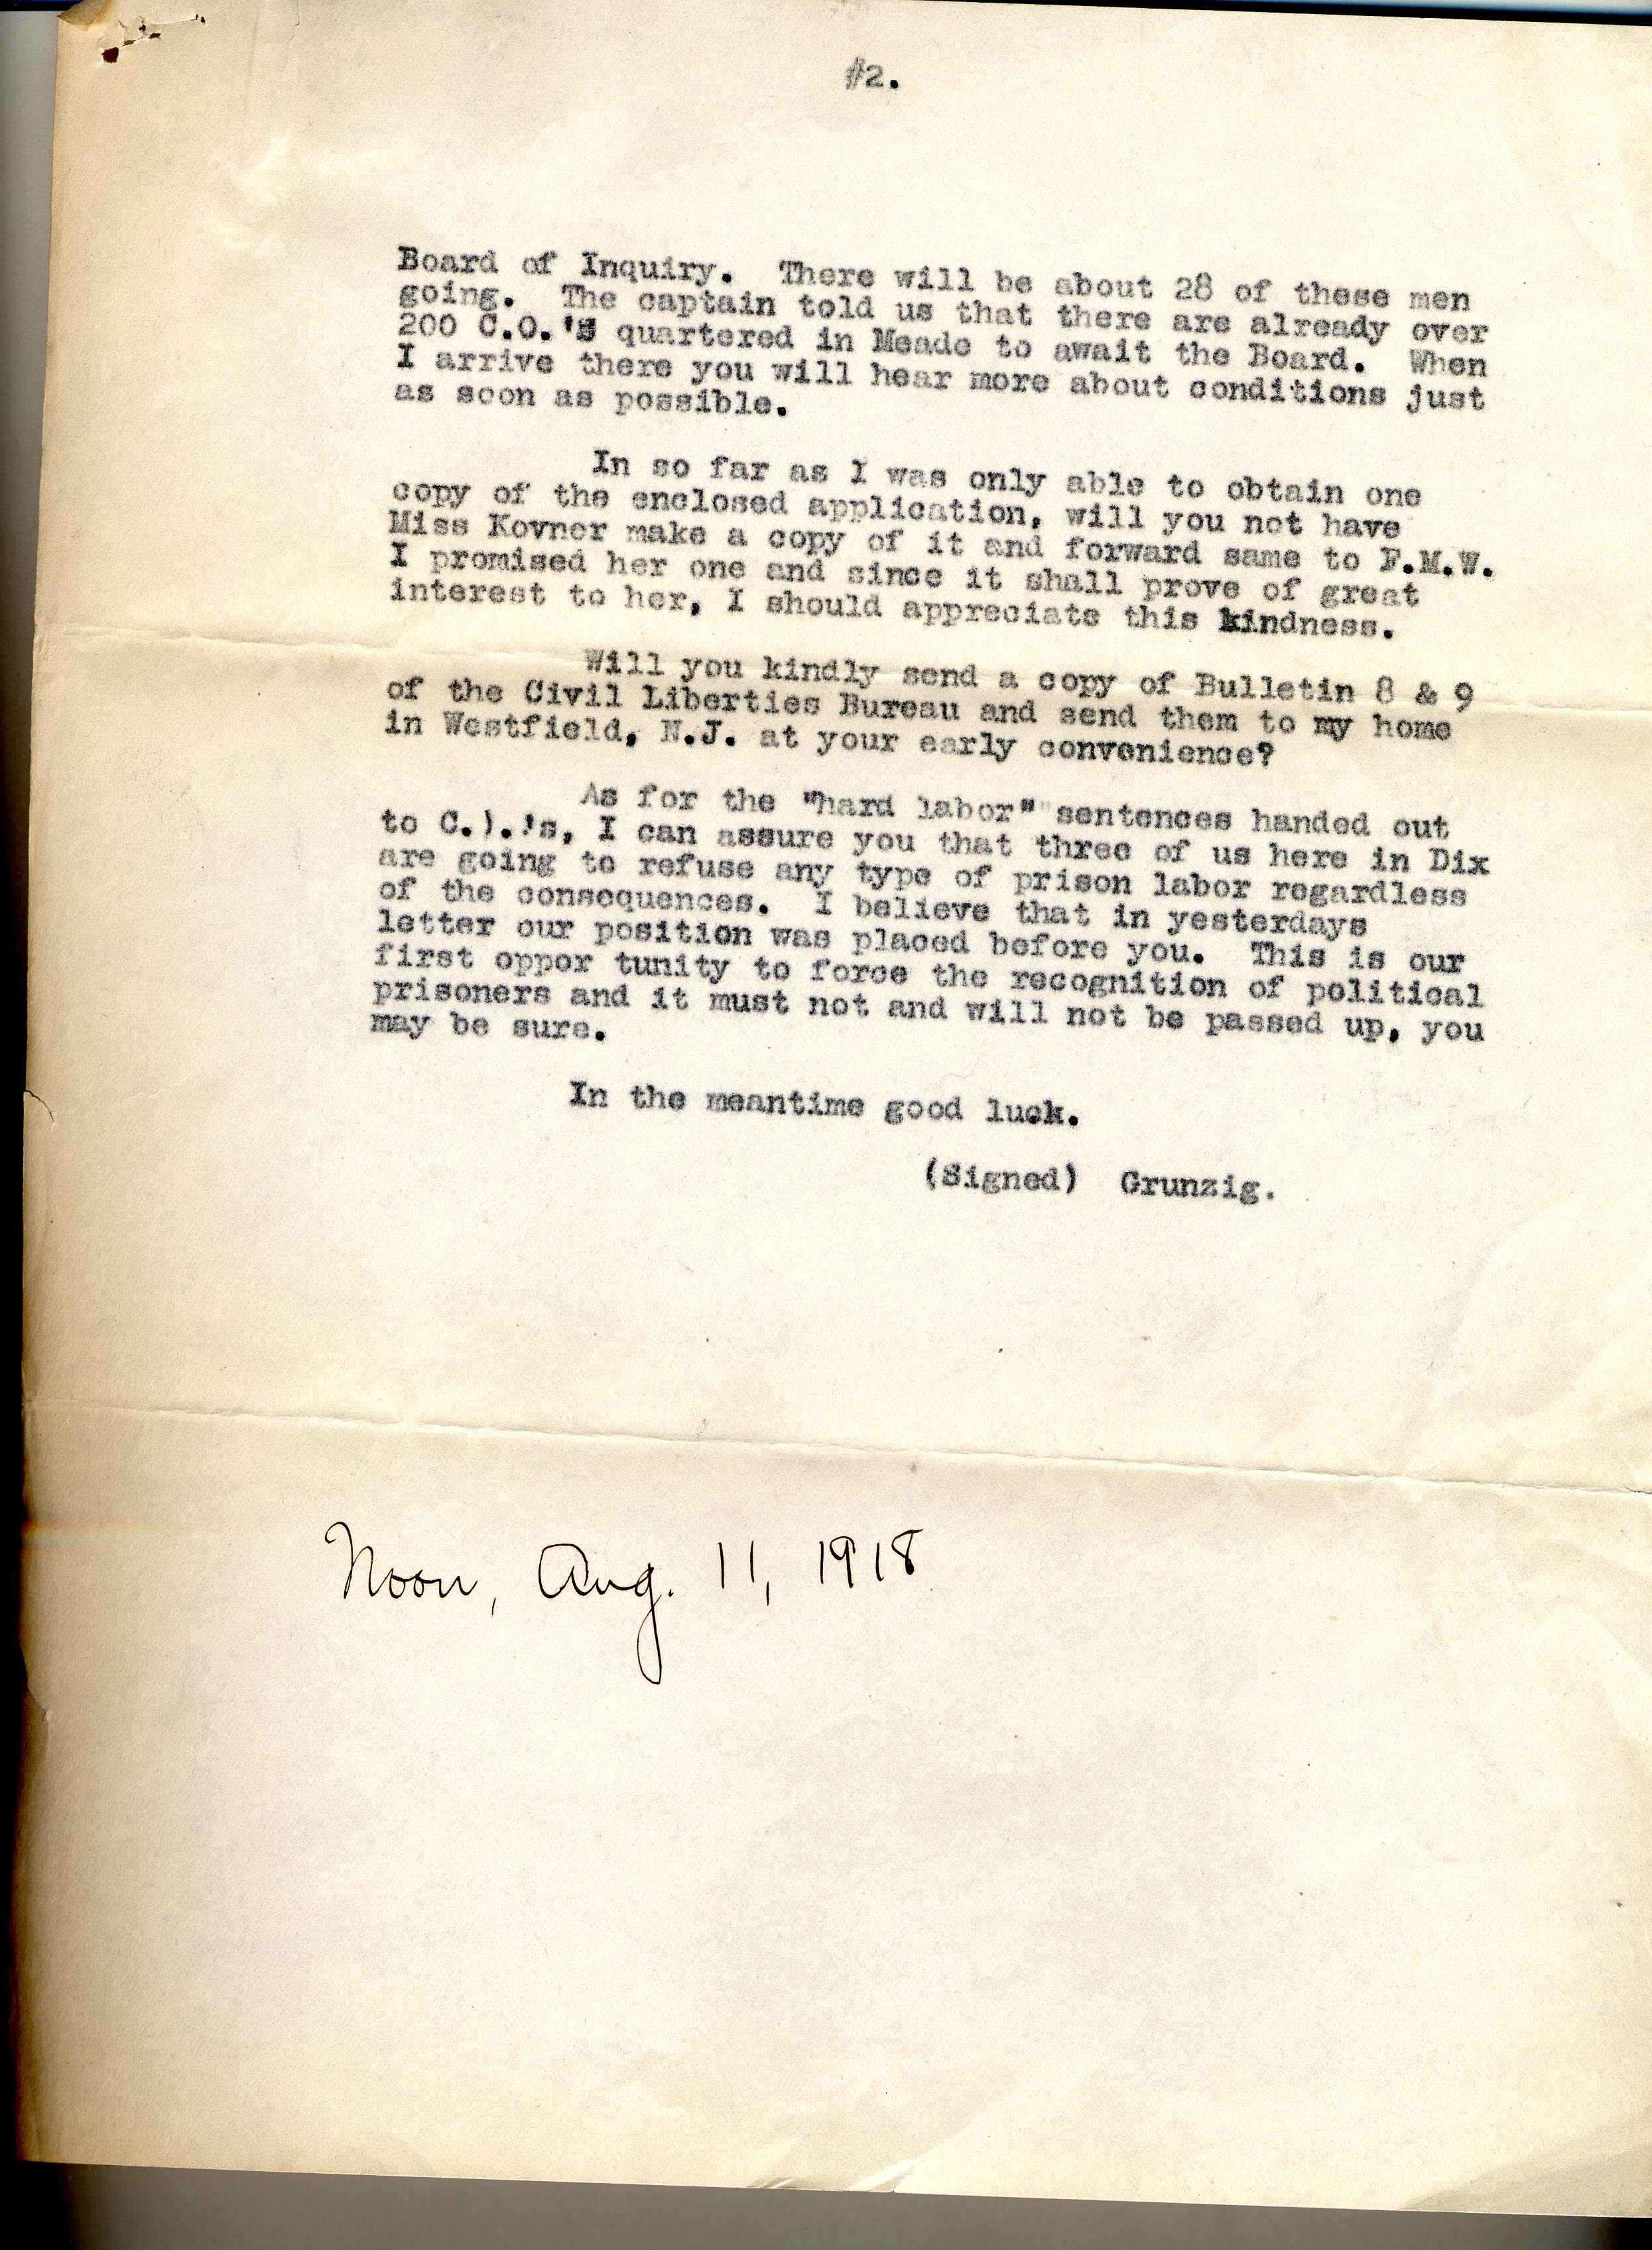 #2.
Board of Inquiry. There will be about 28 of these men
going. The captain told us that there are already over
200 C.O.'s quartered in Meade to await the Board. When
I arrive there you will hear more about conditions just
as soon as possible.
In so far as I was only able to obtain one
copy of the enclosed application, will you not have
Miss Kovner make a copy of it and forward same to F.M.W.
I promised her one and since it shall prove of great
interest to her, I should appreciate this kindness.
Will you kindly send a copy of Bulletin 8 & 9
of the Civil Liberties Bureau and send them to my home
in Westfield, N.J. at your early convenience?
As for the "hard labor" sentences handed out
to C.).'s, I can assure you that three of us here in Dix
are going to refuse any type of prison labor regardless
of the consequences. I believe that in yesterdays
letter our position was placed before you. This is our
first oppor tunity to force the recognition of political
prisoners and it must not and will not be passed up, you
may be sure.
In the meantime good luck.
(Signed) Grunzig.
Noon, Aug. 11, 1918